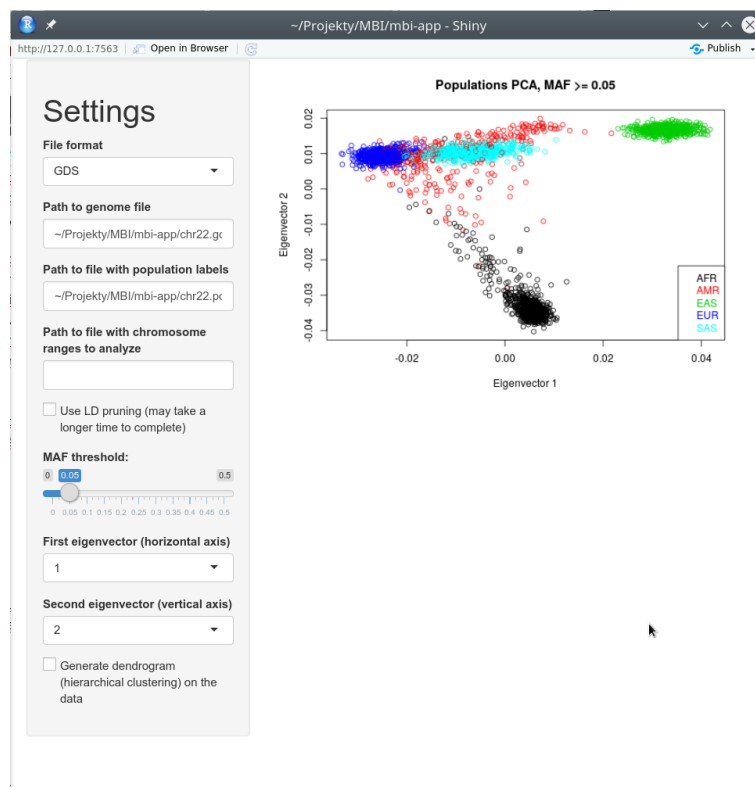 ~/Projekty/MBI/mbi-app - Shiny
http://127.0.0.1:7563 Open in Browser Publish
Settings
File format
GDS
Path to genome file
~/Projekty/MBI/mbi-app/chr22.gc
Path to file with population labels
~/Projekty/MBI/mbi-app/chr22.pc
Path to file with chromosome
ranges to analyze
Use LD pruning (may take a
longer time to complete)
MAF threshold:
0 0.05 0.5
0 0.05 0.1 0.15 0.2 0.25 0.3 0.35 0.4 0.45 0.5
First eigenvector (horizontal axis)
1
Second eigenvector (vertical axis)
2
Generate dendrogram
(hierarchical clustering) on the
data
Populations PCA, MAF >= 0.05
Eigenvector 2
0.02
0.01
0.00
-0.01
-0.02
-0.03
-0.04
AFR
AMR
EAS
EUR
SAS
-0.02 0.00 0.02 0.04
Eigenvector 1